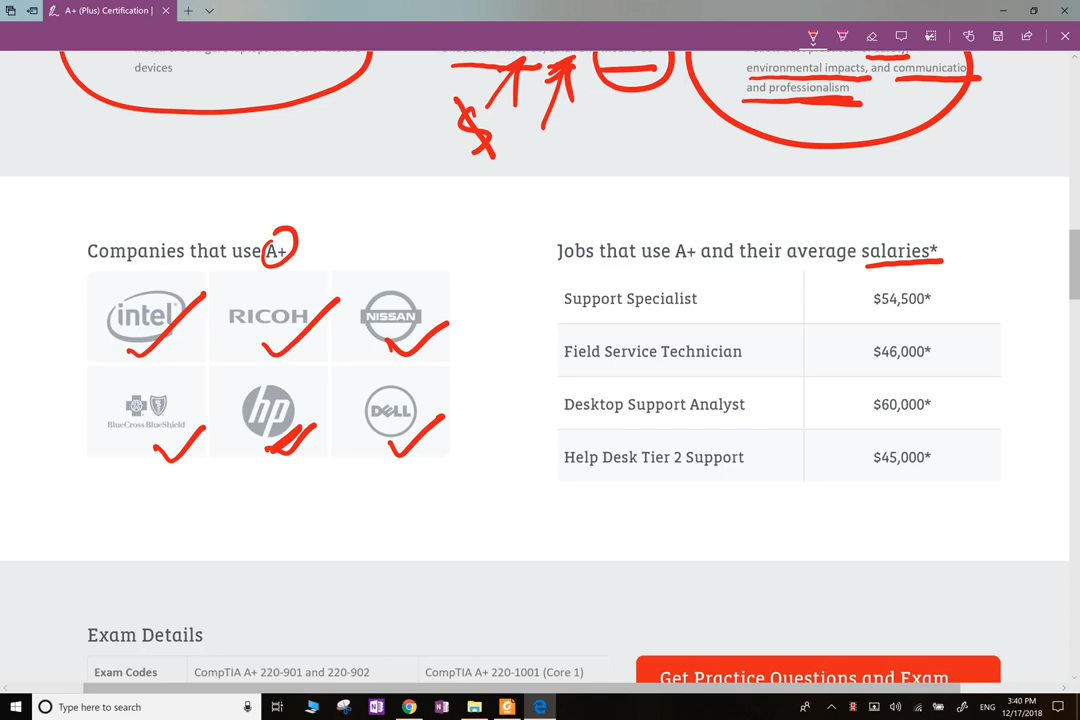 A+ (Plus) Certification |
devices
environmental impacts, and communicatio
and professionalism
$
Companies that use A+
Jobs that use A+ and their average salaries*
intel
RICOH
NISSAN
Support Specialist $54,500*
Field Service Technician $46,000*
BlueCross BlueShield
hp
DELL
Desktop Support Analyst $60,000*
Help Desk Tier 2 Support $45,000*
Exam Details
Exam Codes CompTIA A+ 220-901 and 220-902 CompTIA A+ 220-1001 (Core 1)
Get Practice Questions and Exam
Type here to search
ENG
3:40 PM
12/17/2018